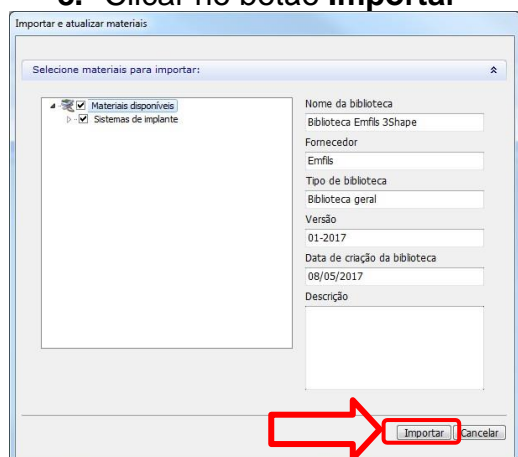 Clicar no botão Importar
Importar e atualizar materiais
Selecione materiais para importar:
Materiais disponíveis
Sistemas de implante
Nome da biblioteca
Biblioteca Emfils 3Shape
Fornecedor
Emfils
Tipo de biblioteca
Biblioteca geral
Versão
01-2017
Data de criação da biblioteca
08/05/2017
Descrição
Importar Cancelar